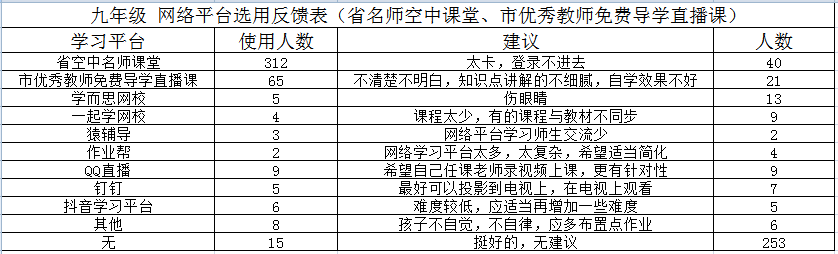 九年级 网络平台选用反馈表（省名师空中课堂、市优秀教师免费导学直播课）
学习平台 使用人数 建议 人数
省空中名师课堂 312 太卡，登录不进去 40
市优秀教师免费导学直播课 65 不清楚不明白，知识点讲解的不细腻，自学效果不好 21
学而思网校 5 伤眼睛 13
一起学网校 4 课程太少，有的课程与教材不同步 9
猿辅导 3 网络平台学习师生交流少 2
作业帮 2 网络学习平台太多，太复杂，希望适当简化 4
QQ直播 9 希望自己任课老师录视频上课，更有针对性 9
钉钉 5 最好可以投影到电视上，在电视上观看 7
抖音学习平台 6 难度较低，应适当再增加一些难度 5
其他 8 孩子不自觉，不自律，应多布置点作业 6
无 15 挺好的，无建议 253